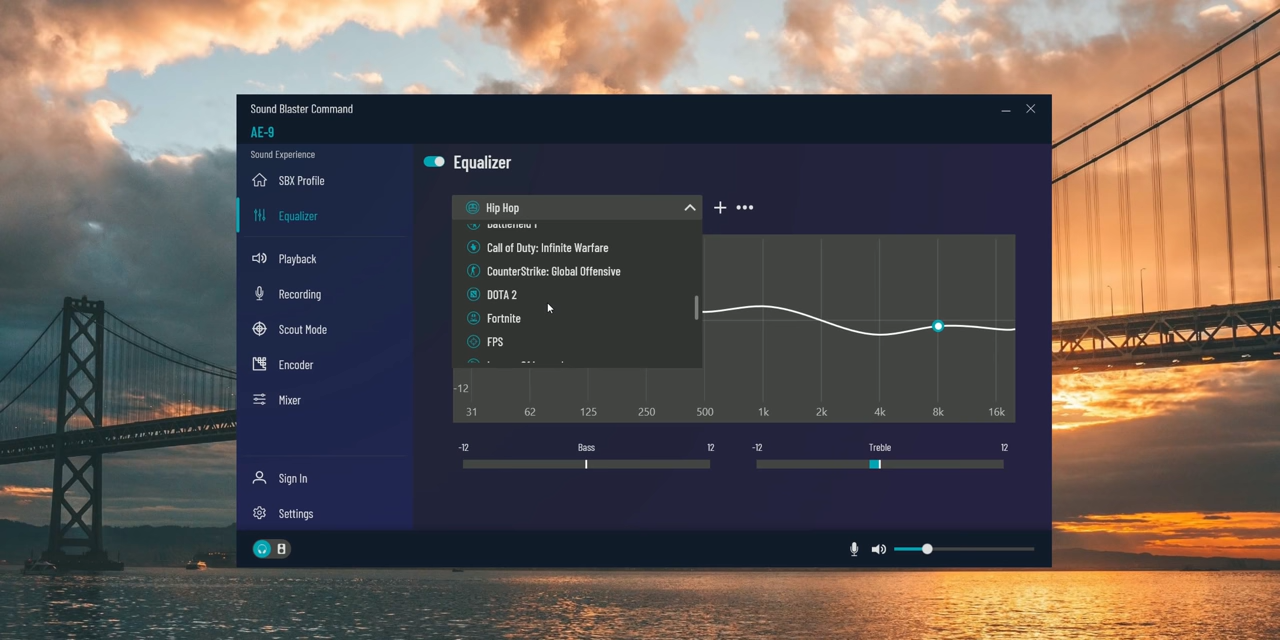 Sound Blaster Command
AE-9
Sound Experience
SBX Profile
Equalizer
Playback
Recording
Scout Mode
Encoder
Mixer
Sign In
Settings
Equalizer
Hip Hop
Battlefield 1
Call of Duty: Infinite Warfare
CounterStrike: Global Offensive
DOTA 2
Fortnite
FPS
-12
31 62 125 250 500 1k 2k 4k 8k 16k
-12 Bass 12
-12 Treble 12